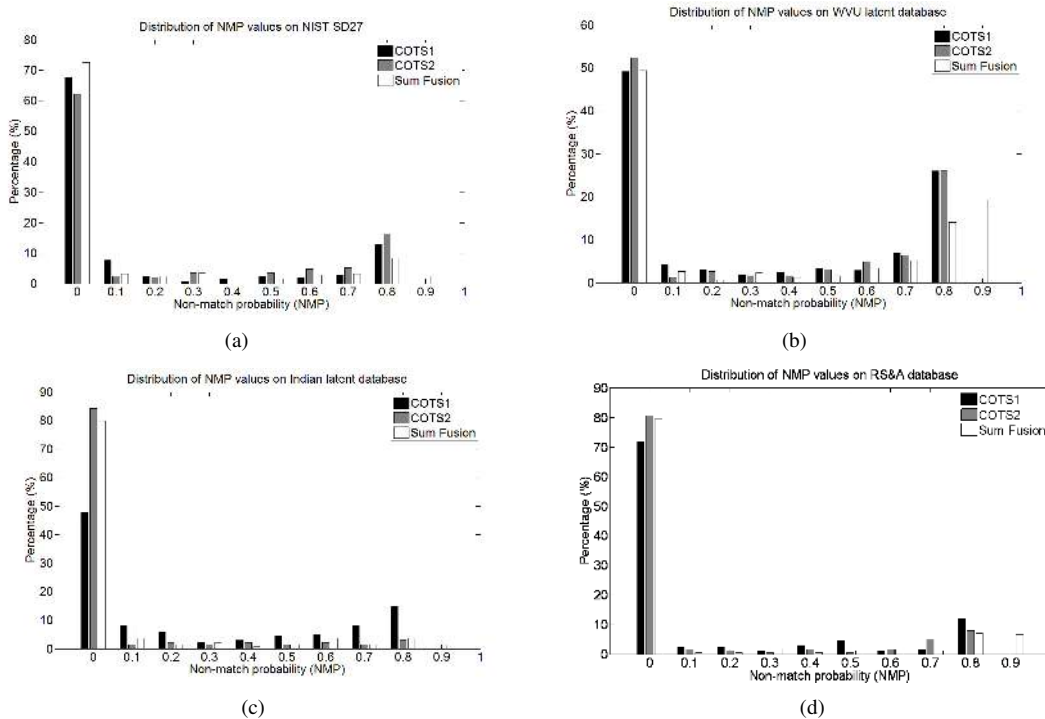 Distribution of NMP values on NIST SD27
80
70
60
50
40
30
20
10
0
Percentage (%)
COTS1
COTS2
Sum Fusion
0 0.1 0.2 0.3 0.4 0.5 0.6 0.7 0.8 0.9 1
Non-match probability (NMP)
(a)
Distribution of NMP values on WVU latent database
60
50
40
30
20
10
0
Percentage (%)
COTS1
COTS2
Sum Fusion
0 0.1 0.2 0.3 0.4 0.5 0.6 0.7 0.8 0.9 1
Non-match probability (NMP)
(b)
Distribution of NMP values on Indian latent database
90
80
70
60
50
40
30
20
10
0
Percentage (%)
COTS1
COTS2
Sum Fusion
0 0.1 0.2 0.3 0.4 0.5 0.6 0.7 0.8 0.9 1
Non-match probability (NMP)
(c)
Distribution of NMP values on RS&A database
90
80
70
60
50
40
30
20
10
0
Percentage (%)
COTS1
COTS2
Sum Fusion
0 0.1 0.2 0.3 0.4 0.5 0.6 0.7 0.8 0.9
Non-match probability (NMP)
(d)